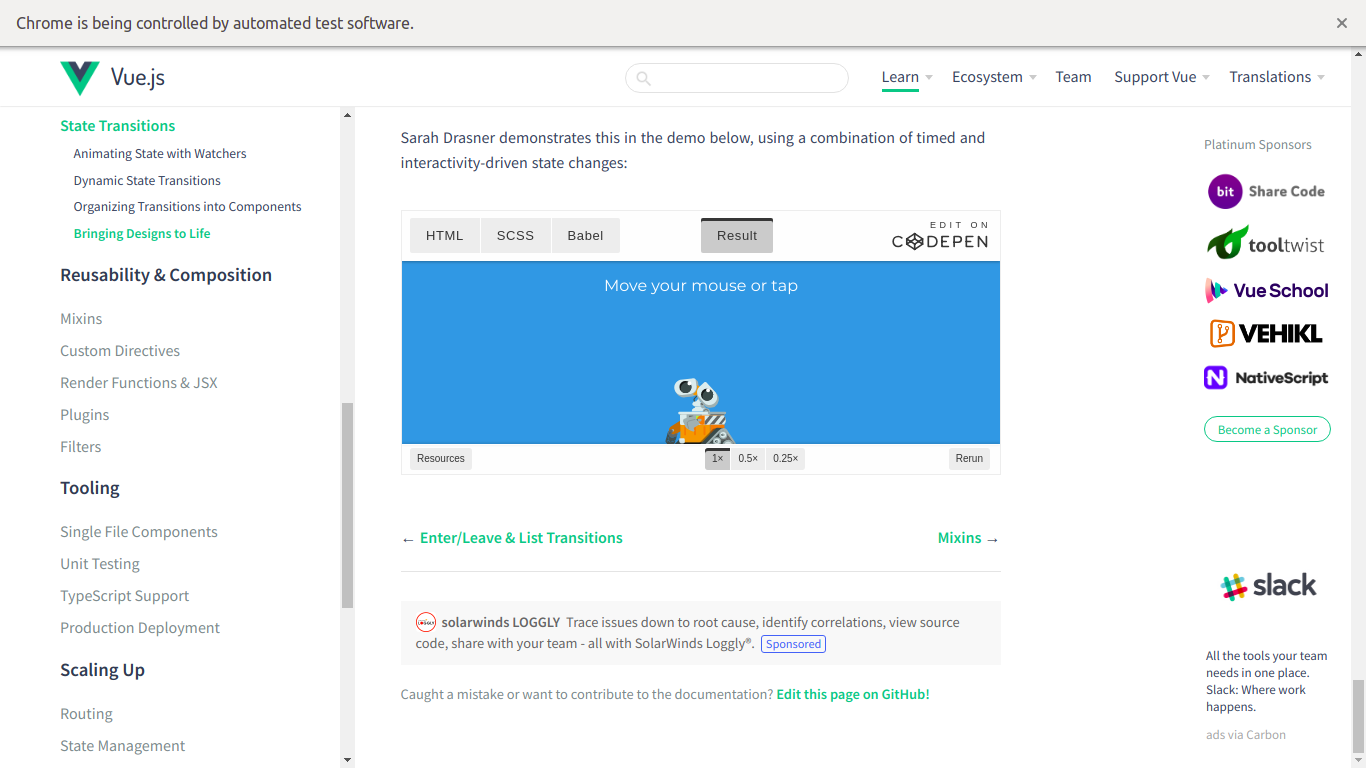 Chrome is being controlled by automated test software.
Vue.js
Learn
Ecosystem
Team
Support Vue
Translations
State Transitions
Animating State with Watchers
Dynamic State Transitions
Organizing Transitions into Components
Bringing Designs to Life
Reusability & Composition
Mixins
Custom Directives
Render Functions & JSX
Plugins
Filters
Tooling
Single File Components
Unit Testing
TypeScript Support
Production Deployment
Scaling Up
Routing
State Management
Sarah Drasner demonstrates this in the demo below, using a combination of timed and
interactivity-driven state changes:
HTML
SCSS
Babel
Result
EDIT ON
CODEPEN
Move your mouse or tap
Resources
1×
0.5×
0.25×
Rerun
← Enter/Leave & List Transitions
Mixins →
LOGGLY
solarwinds LOGGLY Trace issues down to root cause, identify correlations, view source
code, share with your team - all with SolarWinds Loggly®. Sponsored
Caught a mistake or want to contribute to the documentation? Edit this page on GitHub!
Platinum Sponsors
bit Share Code
tooltwist
Vue School
VEHIKL
NativeScript
Become a Sponsor
slack
All the tools your team
needs in one place.
Slack: Where work
happens.
ads via Carbon